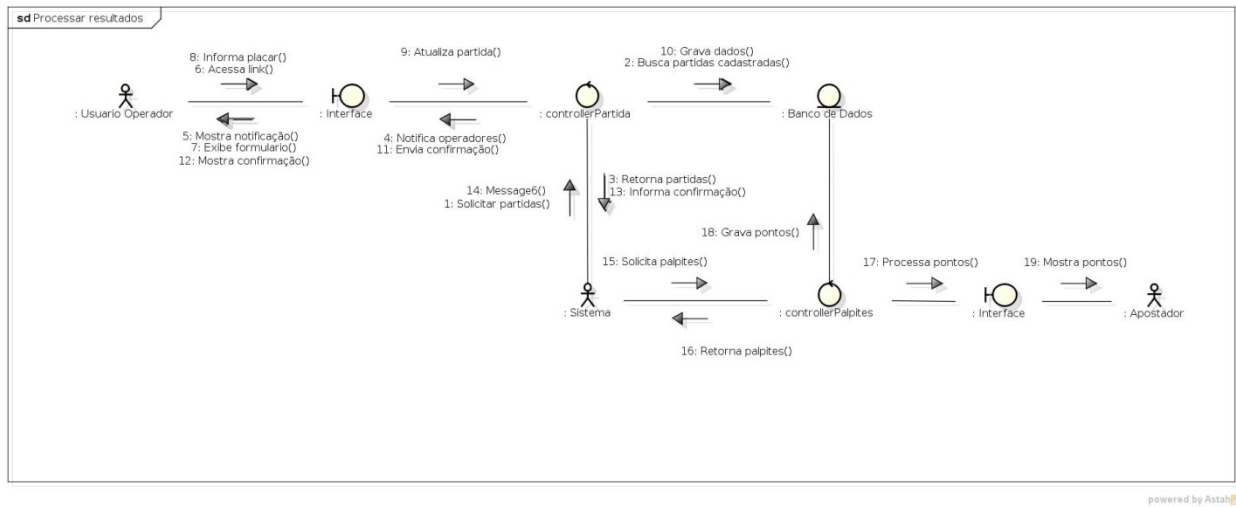 sd Processar resultados
8: Informa placar()
6: Acessa link()
9: Atualiza partida()
10: Grava dados()
2: Busca partidas cadastradas()
: Usuario Operador
: Interface
: controllerPartida
: Banco de Dados
5: Mostra notificação()
7: Exibe formulario()
12: Mostra confirmação()
4: Notifica operadores()
11: Envia confirmação()
14: Message6()
1: Solicitar partidas()
3: Retorna partidas()
13: Informa confirmação()
18: Grava pontos()
15: Solicita palpites()
17: Processa pontos()
19: Mostra pontos()
: Sistema
: controllerPalpites
: Interface
: Apostador
16: Retorna palpites()
powered by Astah